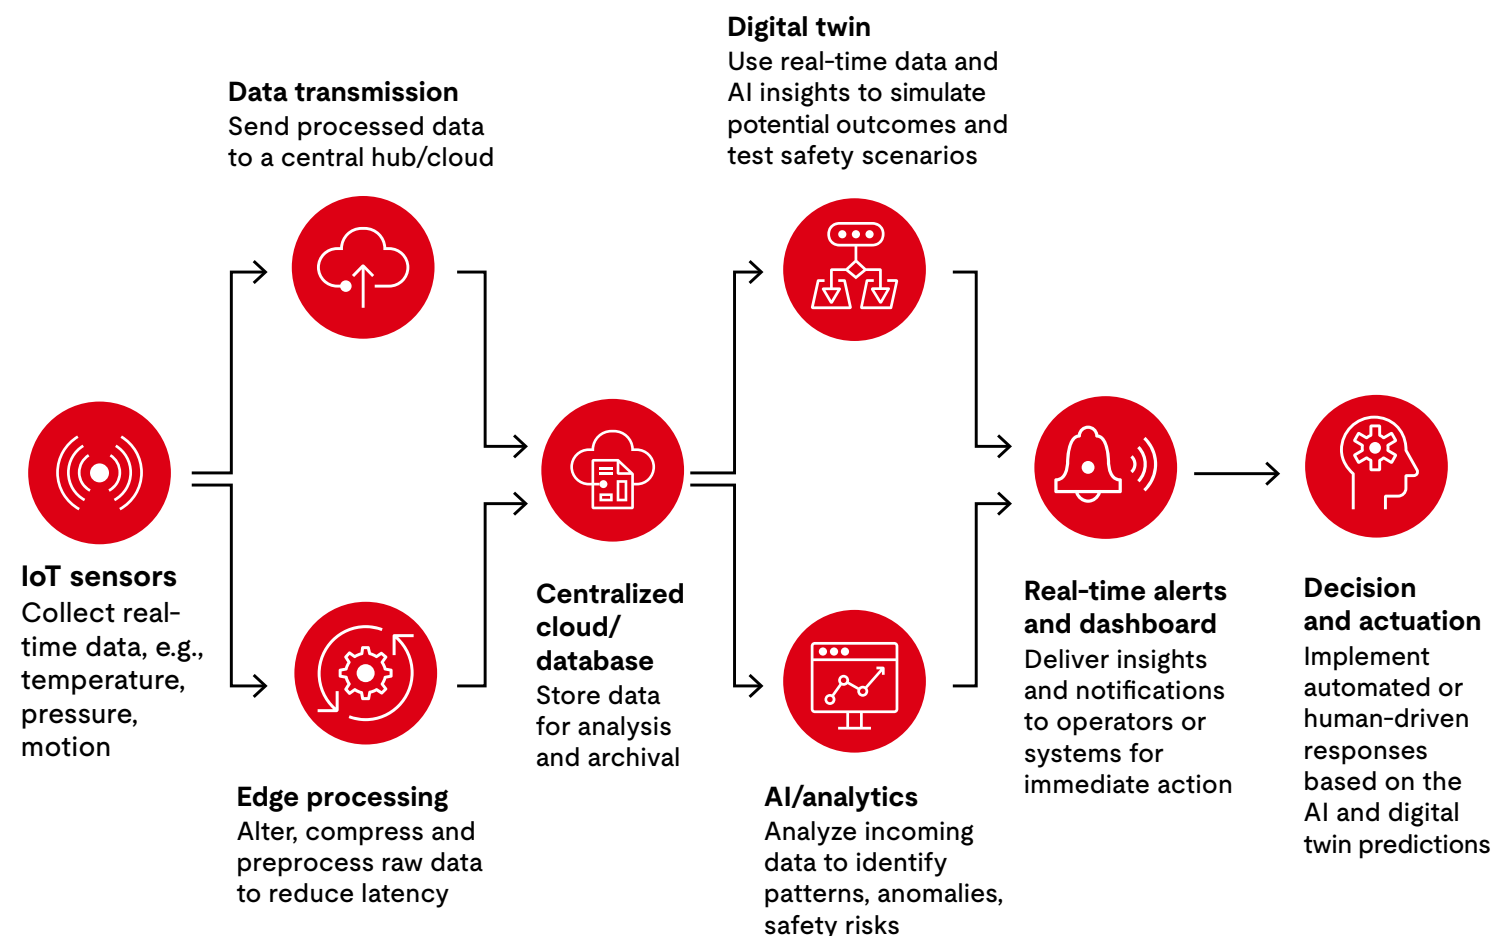 Digital twin
Use real-time data and
AI insights to simulate
potential outcomes and
test safety scenarios
Data transmission
Send processed data
to a central hub/cloud
IoT sensors
Collect real-
time data, e.g.,
temperature,
pressure,
motion
Edge processing
Alter, compress and
preprocess raw data
to reduce latency
Centralized
cloud/
database
Store data
for analysis
and archival
AI/analytics
Analyze incoming
data to identify
patterns, anomalies,
safety risks
Real-time alerts
and dashboard
Deliver insights
and notifications
to operators or
systems for
immediate action
Decision
and actuation
Implement
automated or
human-driven
responses
based on the
AI and digital
twin predictions